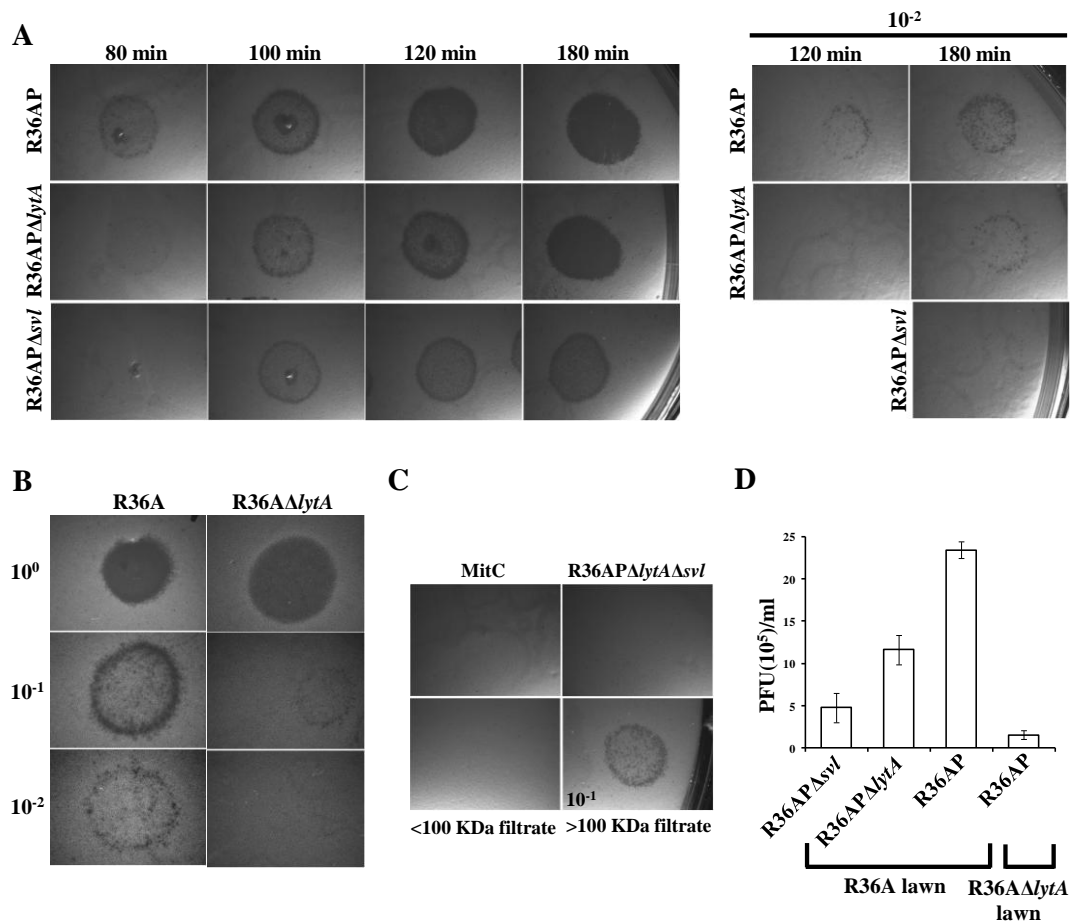 A
80 min 100 min 120 min 180 min
R36AP
R36APΔlytA
R36APΔsvl
10⁻²
120 min 180 min
R36AP
R36APΔlytA
R36APΔsvl
B
R36A R36AΔlytA
10⁰
10⁻¹
10⁻²
C
MitC R36APΔlytAΔsvl
10⁻¹
<100 KDa filtrate >100 KDa filtrate
D
PFU(10⁵)/ml
25
20
15
10
5
0
R36APΔsvl
R36APΔlytA
R36AP
R36AP
R36A lawn
R36AΔlytA
lawn